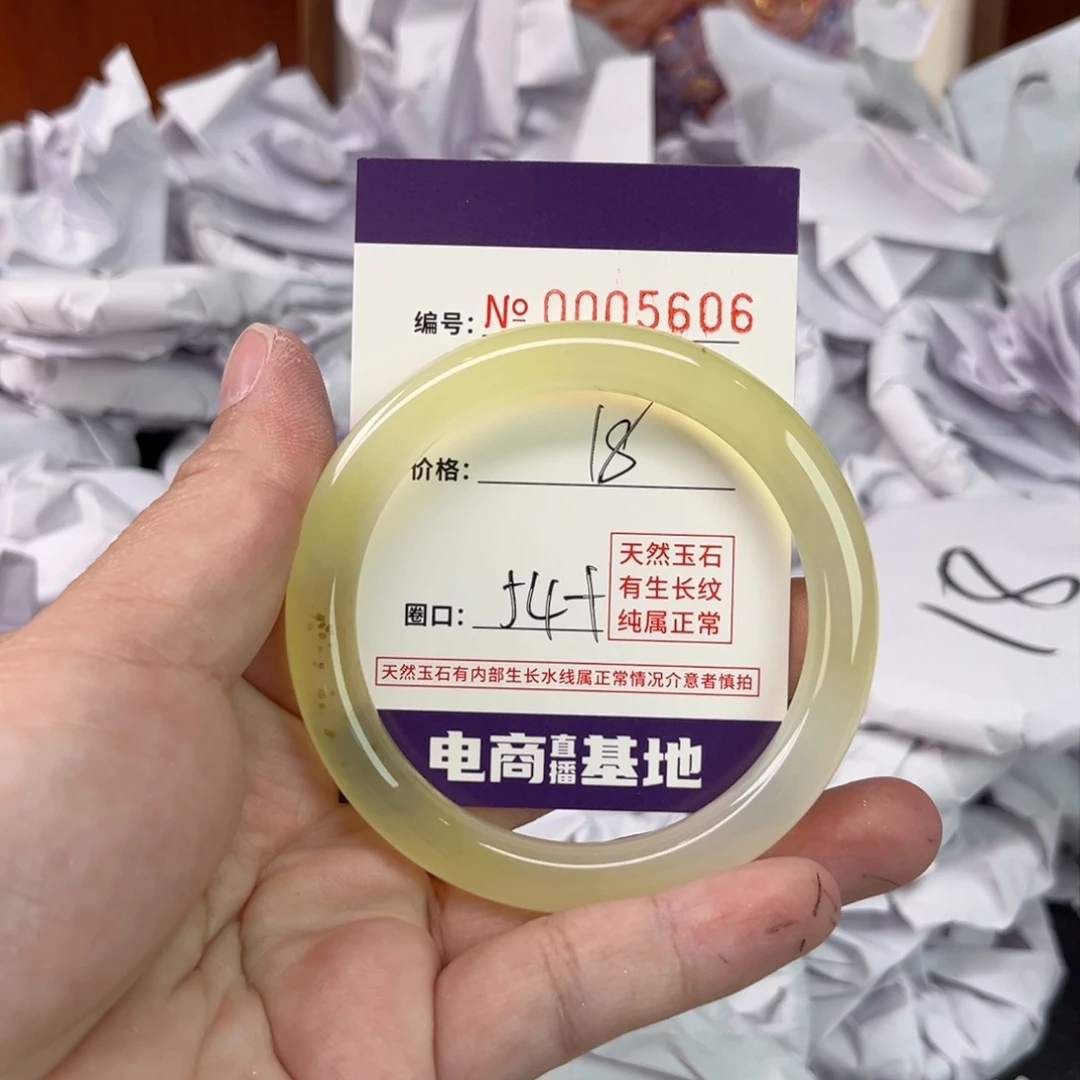 编号: № 0005606
价格: 18
圈口: 54+
天然玉石
有生长纹
纯属正常
天然玉石有内部生长水线属正常情况介意者慎拍
电商直播基地
18